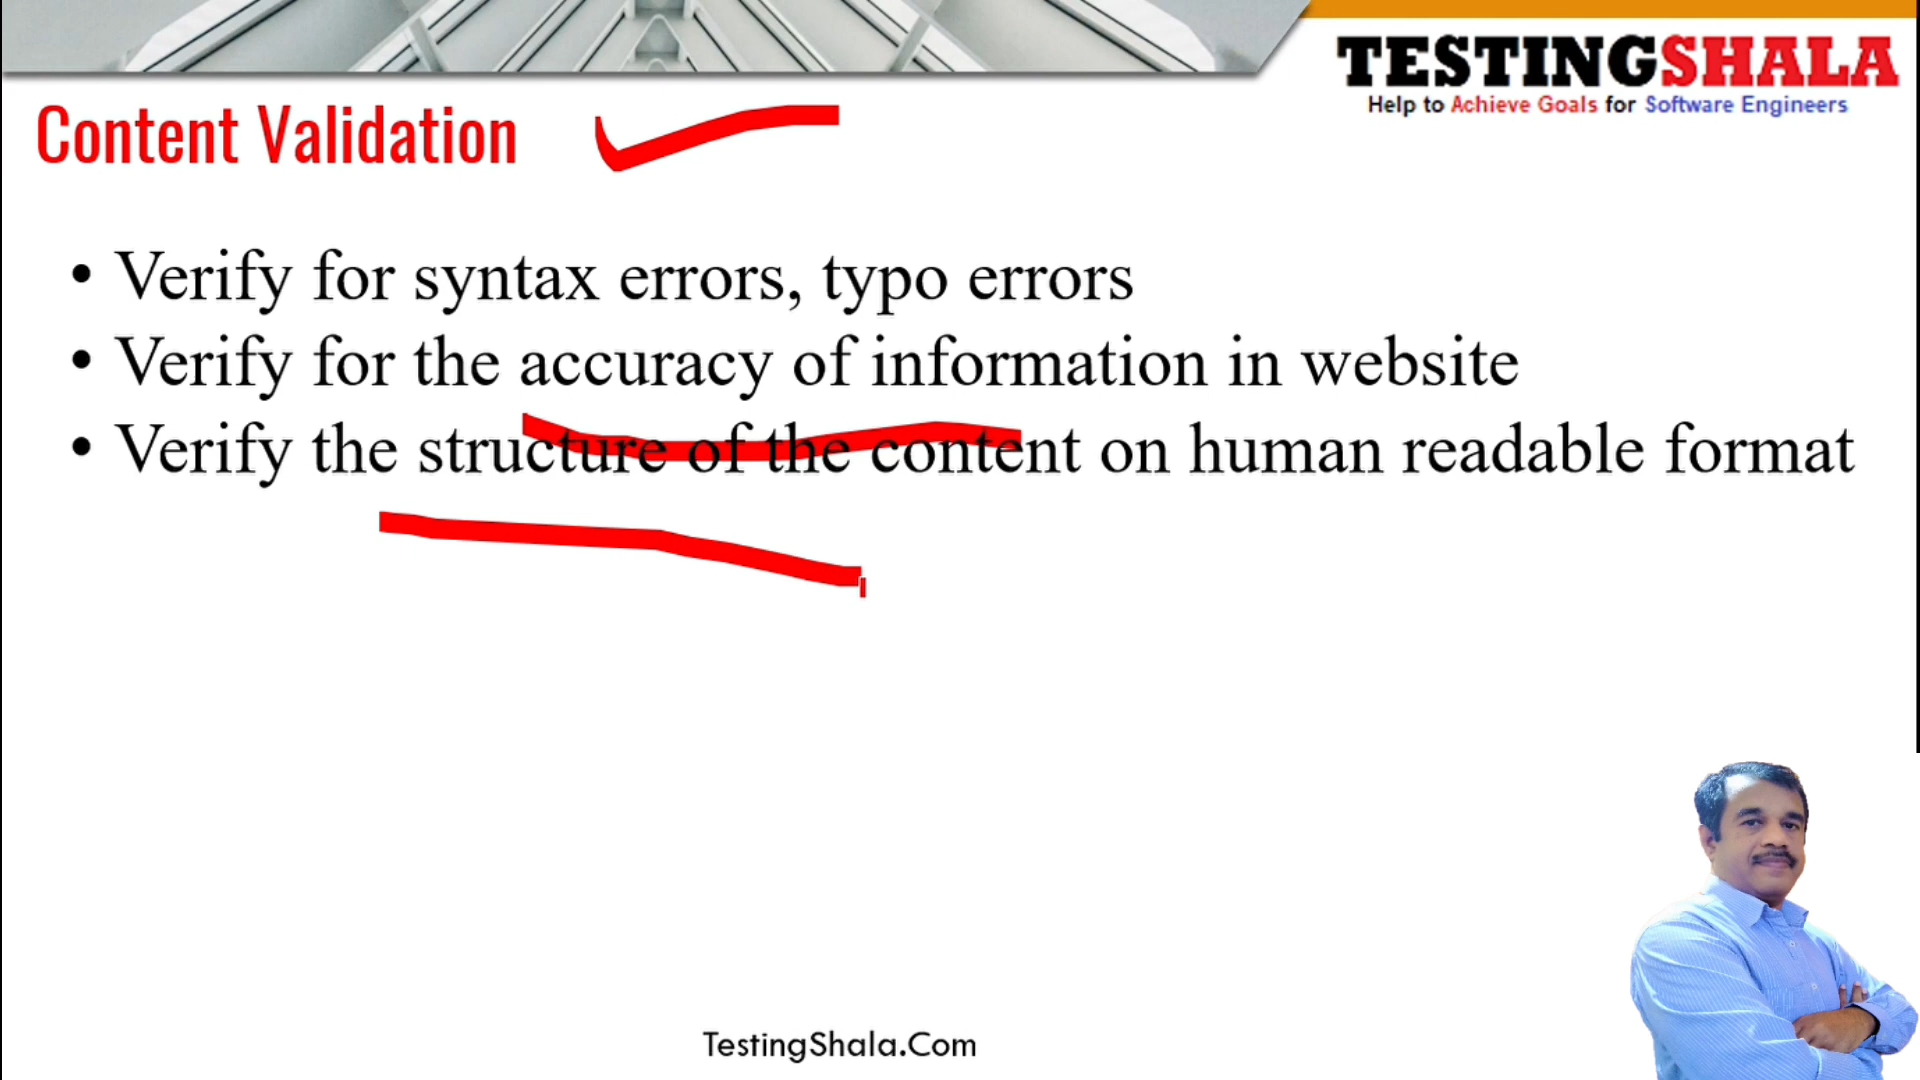 TESTINGSHALA
Help to Achieve Goals for Software Engineers
Content Validation
• Verify for syntax errors, typo errors
• Verify for the accuracy of information in website
• Verify the structure of the content on human readable format
TestingShala.Com